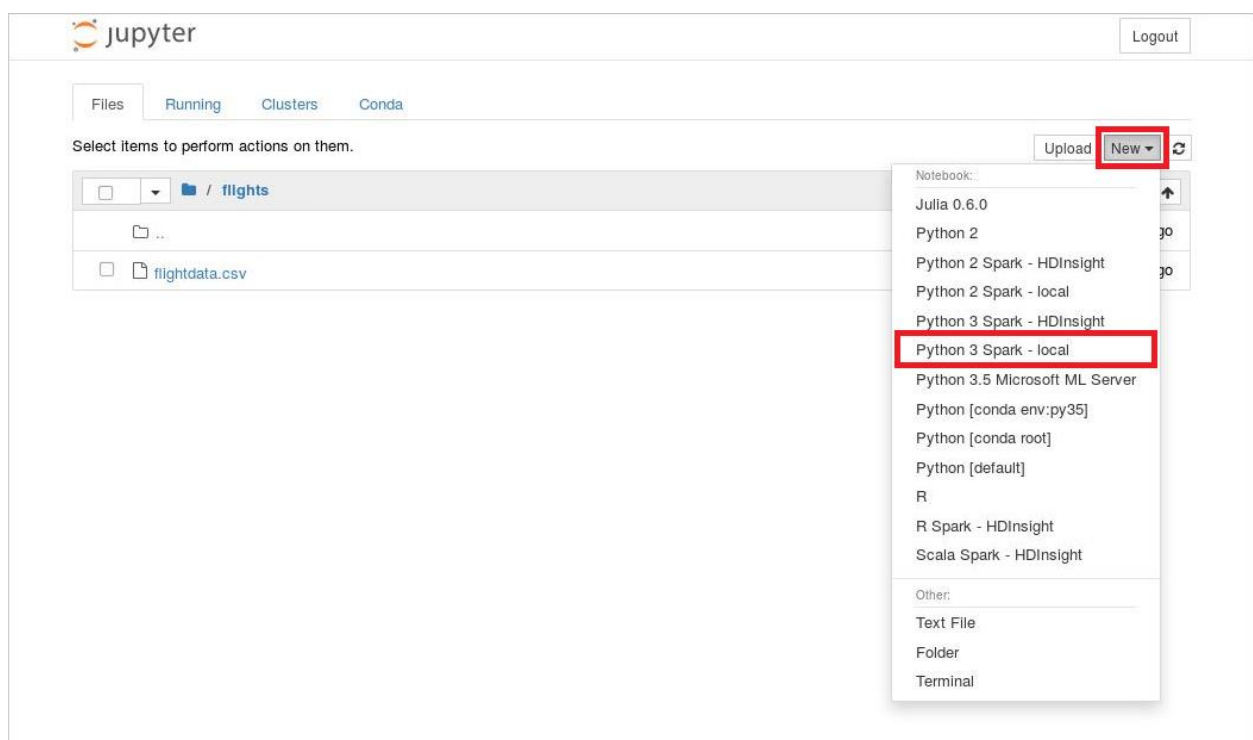 jupyter
Logout
Files Running Clusters Conda
Select items to perform actions on them.
Upload New
/ flights
..
go
flightdata.csv
go
Notebook:
Julia 0.6.0
Python 2
Python 2 Spark - HDInsight
Python 2 Spark - local
Python 3 Spark - HDInsight
Python 3 Spark - local
Python 3.5 Microsoft ML Server
Python [conda env:py35]
Python [conda root]
Python [default]
R
R Spark - HDInsight
Scala Spark - HDInsight
Other:
Text File
Folder
Terminal